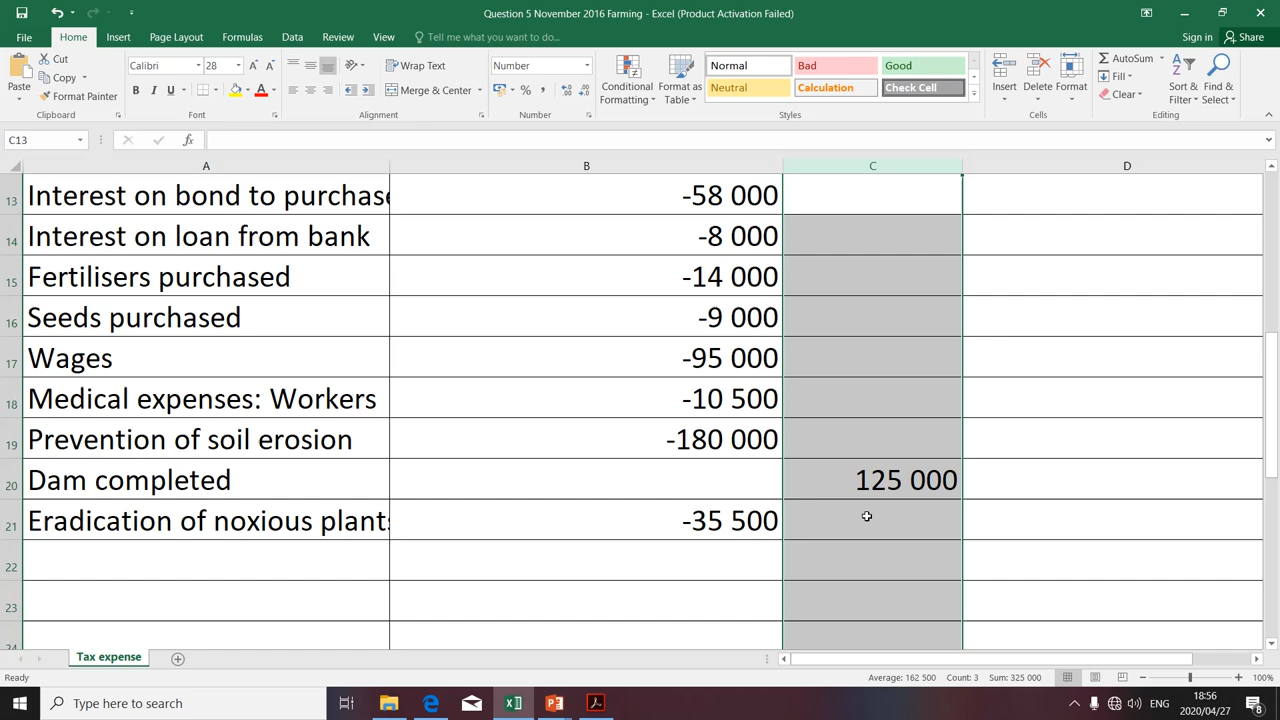 Question 5 November 2016 Farming - Excel (Product Activation Failed)
File Home Insert Page Layout Formulas Data Review View Tell me what you want to do... Sign in Share
Paste Cut Copy Format Painter
Calibri 28 Wrap Text Number
B I U A Merge & Center % ,
Conditional Formatting Format as Table
Normal Bad Good
Neutral Calculation Check Cell
Insert Delete Format
AutoSum Fill Clear Sort & Filter Find & Select
Clipboard Font Alignment Number Styles Cells Editing
C13 fx
A B C D
13 Interest on bond to purchase -58 000
14 Interest on loan from bank -8 000
15 Fertilisers purchased -14 000
16 Seeds purchased -9 000
17 Wages -95 000
18 Medical expenses: Workers -10 500
19 Prevention of soil erosion -180 000
20 Dam completed 125 000
21 Eradication of noxious plants -35 500
22
23
24
Tax expense
Ready Average: 162 500 Count: 3 Sum: 325 000 100%
Type here to search ENG 18:56
2020/04/27 8